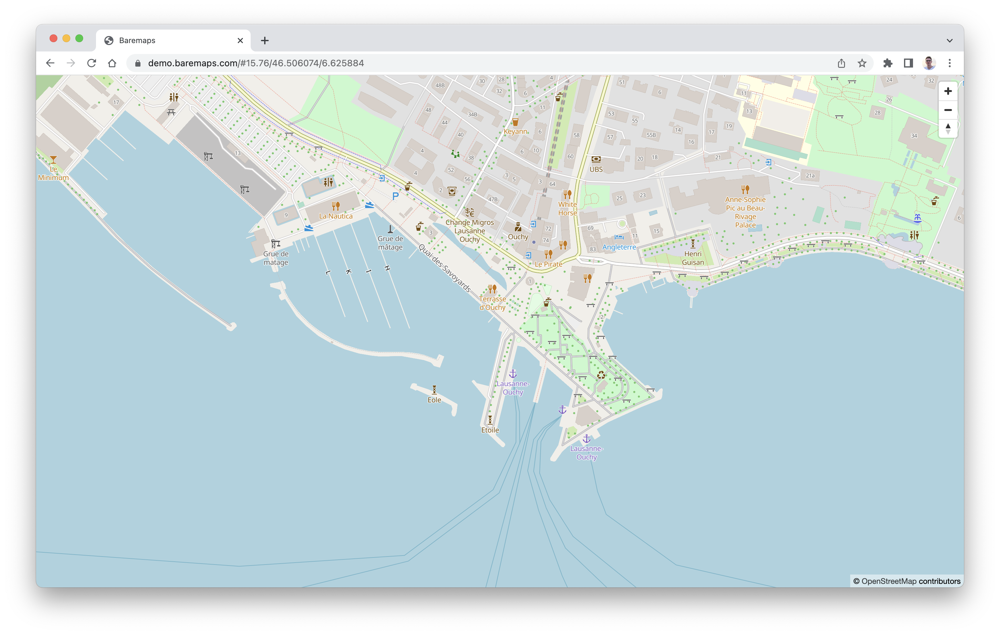 Baremaps
demo.baremaps.com/#15.76/46.506074/6.625884
48B
30
28
32
4
6
51
6
11
24
32
17
48
34B
11
53
55
13
26
28
44
Keyann
6
58
57
55B
14
19
17
34
40
13
4
38
6
10
60
16
20
18
21
Le
Minimum
UBS
4
52
56
3
5
3
64
21a
2
White
Horse
47B
25
23
Anne-Sophie
Pic au Beau-
Rivage
Palace
9
La Nautica
Change Migros
Lausanne
Ouchy
6
3
Ouchy
72
74
69
11
15
Angleterre
83
Grue de
mâtage
Grue de
matage
Quai des Savoyards
Le Pirate
Henri
Guisan
L
K
I
H
1
Terrasse
d'Ouchy
2
Lausanne-
Ouchy
Eole
Etoile
Lausanne-
Ouchy
P
$€
© OpenStreetMap contributors